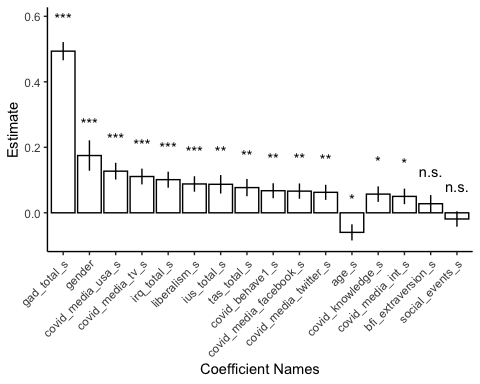 0.6
0.4
0.2
0.0
Estimate
***
***
***
***
***
***
**
**
**
**
**
*
*
*
n.s.
n.s.
gad_total_s
gender
covid_media_usa_s
covid_media_tv_s
irq_total_s
liberalism_s
ius_total_s
tas_total_s
covid_behave1_s
covid_media_facebook_s
covid_media_twitter_s
age_s
covid_knowledge_s
covid_media_int_s
bfi_extraversion_s
social_events_s
Coefficient Names